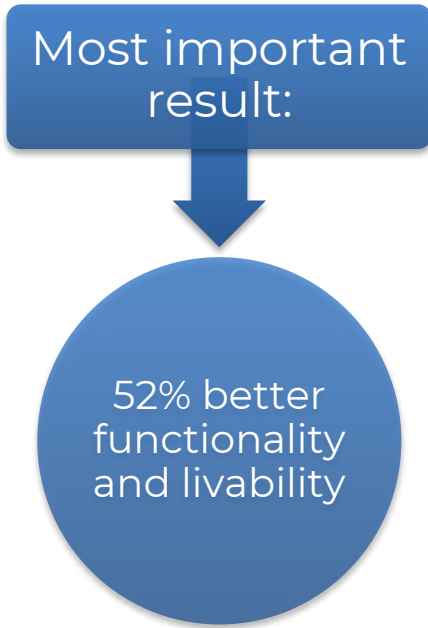 Most important
result:
52% better
functionality
and livability